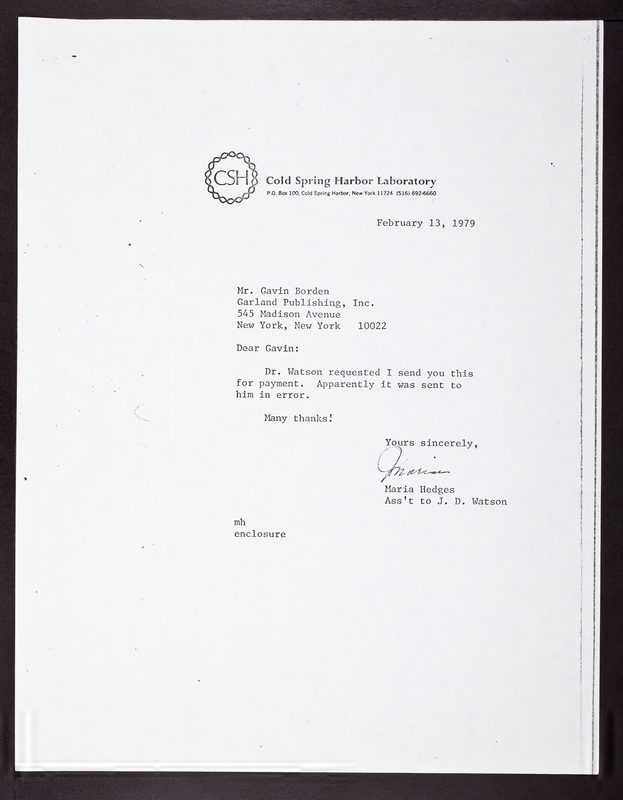 CSH
Cold Spring Harbor Laboratory
P.O. Box 100, Cold Spring Harbor, New York 11724 (516) 692-6660
February 13, 1979
Mr. Gavin Borden
Garland Publishing, Inc.
545 Madison Avenue
New York, New York 10022
Dear Gavin:
Dr. Watson requested I send you this
for payment. Apparently it was sent to
him in error.
Many thanks!
Yours sincerely,
Maria
Maria Hedges
Ass't to J. D. Watson
mh
enclosure